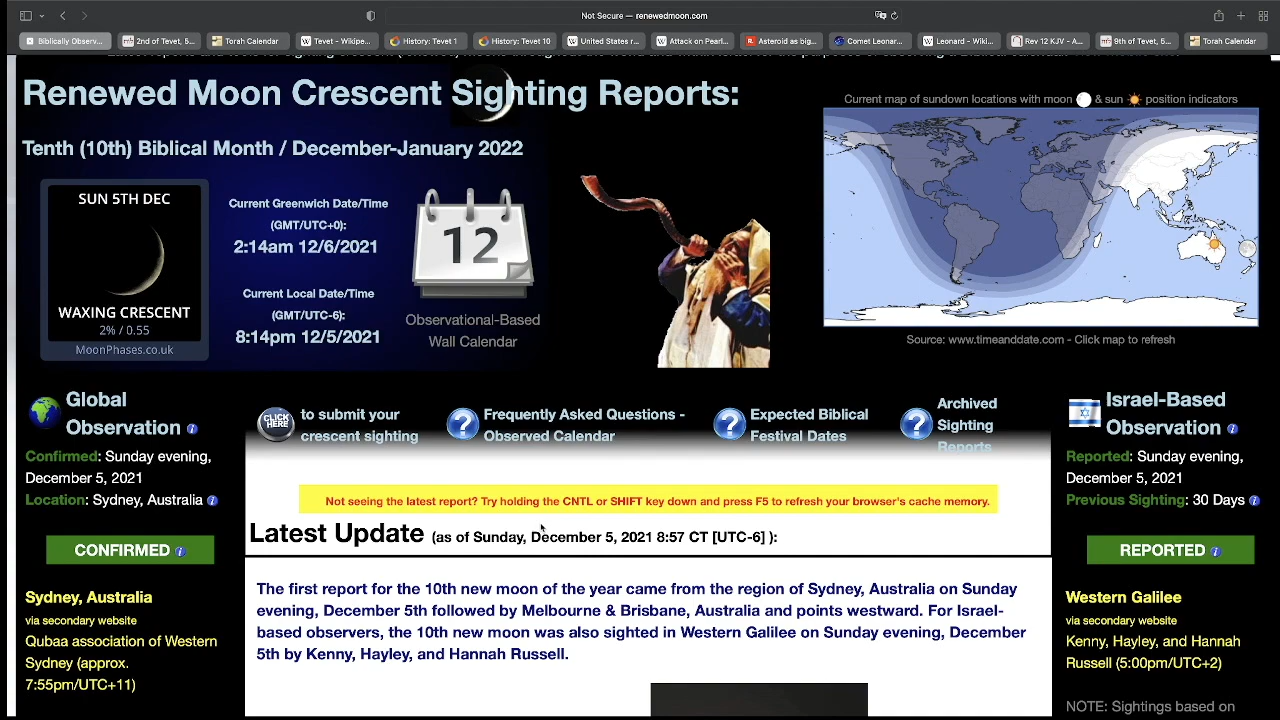 Not Secure — renewedmoon.com
Biblically Observ...
2nd of Tevet, 5...
Torah Calendar
Tevet - Wikipe...
History: Tevet 1
History: Tevet 10
United States r...
Attack on Pearl...
Asteroid as big...
Comet Leonar...
Leonard - Wiki...
Rev 12 KJV - A...
9th of Tevet, 5...
Torah Calendar
Renewed Moon Crescent Sighting Reports:
Tenth (10th) Biblical Month / December-January 2022
SUN 5TH DEC
WAXING CRESCENT
2% / 0.55
MoonPhases.co.uk
Current Greenwich Date/Time
(GMT/UTC+0):
2:14am 12/6/2021
Current Local Date/Time
(GMT/UTC-6):
8:14pm 12/5/2021
12
Observational-Based
Wall Calendar
Current map of sundown locations with moon & sun position indicators
Source: www.timeanddate.com - Click map to refresh
Global
Observation
Confirmed: Sunday evening,
December 5, 2021
Location: Sydney, Australia
CONFIRMED
Sydney, Australia
via secondary website
Qubaa association of Western
Sydney (approx.
7:55pm/UTC+11)
CLICK
HERE
to submit your
crescent sighting
? Frequently Asked Questions -
Observed Calendar
? Expected Biblical
Festival Dates
? Archived
Sighting
Reports
Not seeing the latest report? Try holding the CNTL or SHIFT key down and press F5 to refresh your browser's cache memory.
Latest Update (as of Sunday, December 5, 2021 8:57 CT [UTC-6] ):
The first report for the 10th new moon of the year came from the region of Sydney, Australia on Sunday
evening, December 5th followed by Melbourne & Brisbane, Australia and points westward. For Israel-
based observers, the 10th new moon was also sighted in Western Galilee on Sunday evening, December
5th by Kenny, Hayley, and Hannah Russell.
Israel-Based
Observation
Reported: Sunday evening,
December 5, 2021
Previous Sighting: 30 Days
REPORTED
Western Galilee
via secondary website
Kenny, Hayley, and Hannah
Russell (5:00pm/UTC+2)
NOTE: Sightings based on